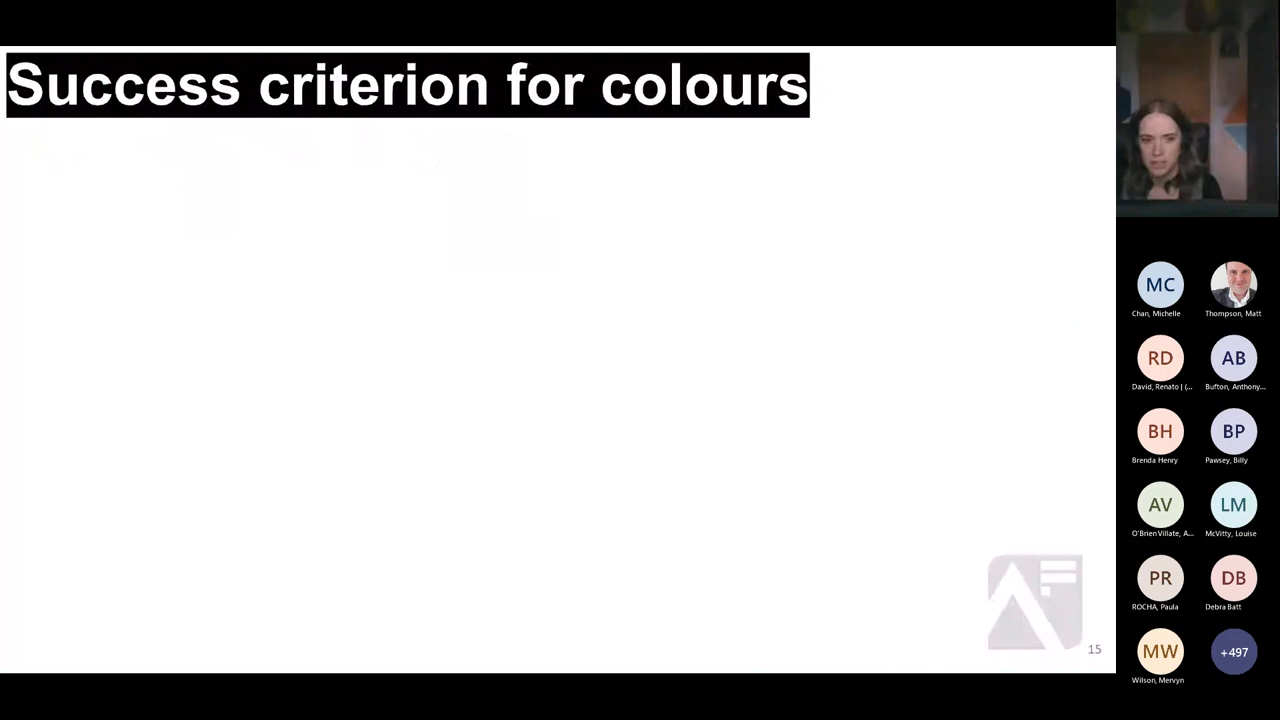 Success criterion for colours
15
MC
Chan, Michelle
Thompson, Matt
RD
AB
David, Renato J (...
Bufton, Anthony...
BH
BP
Brenda Henry
Pawsey, Billy
AV
LM
O'Brien Villate, A...
McVitty, Louise
PR
DB
ROCHA, Paula
Debra Batt
MW
+497
Wilson, Mervyn